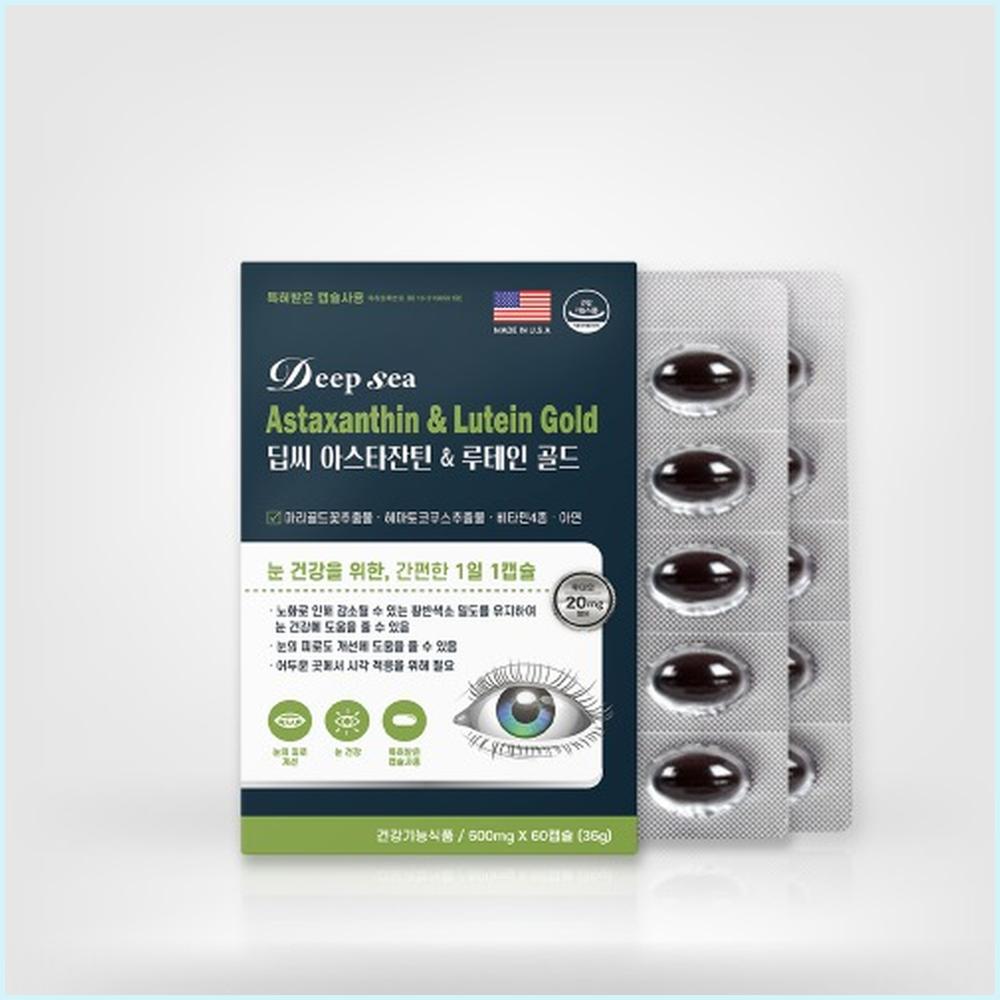 특허받은 캡슐사용
MADE IN U.S.A
건강
기능식품
Deep sea
Astaxanthin & Lutein Gold
딥씨 아스타잔틴 & 루테인 골드
마리골드꽃추출물 · 헤마토코쿠스추출물 · 비타민4종 · 아연
눈 건강을 위한, 간편한 1일 1캡슐
20mg
· 노화로 인해 감소될 수 있는 황반색소 밀도를 유지하여
눈 건강에 도움을 줄 수 있음
· 눈의 피로도 개선에 도움을 줄 수 있음
· 어두운 곳에서 시각 적응을 위해 필요
눈의 피로
개선
눈 건강
특허받은
캡슐사용
건강기능식품 / 600mg X 60캡슐 (36g)